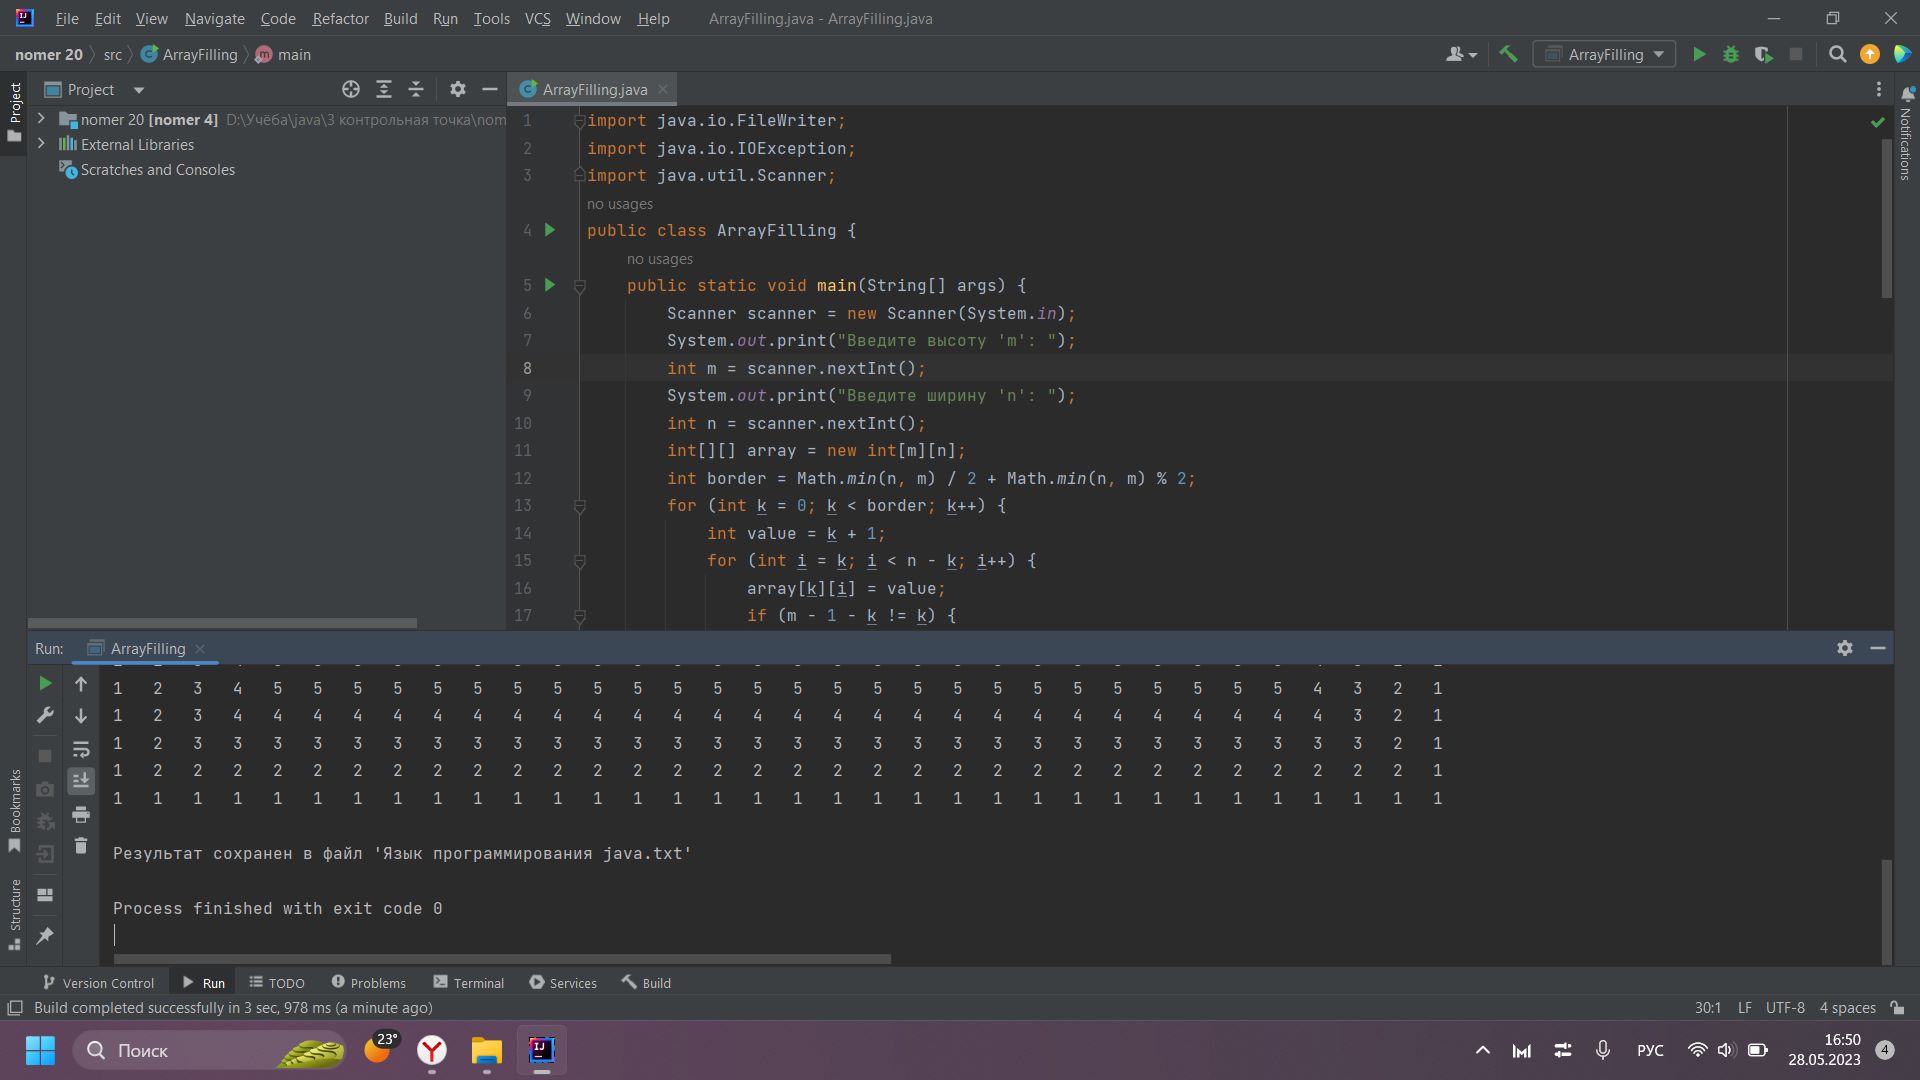 File Edit View Navigate Code Refactor Build Run Tools VCS Window Help ArrayFilling.java - ArrayFilling.java
nomer 20 src ArrayFilling main
ArrayFilling
Project
Project
ArrayFilling.java
Notifications
nomer 20 [nomer 4] D:\Учёба\java\3 контрольная точка\nom
External Libraries
Scratches and Consoles
1 import java.io.FileWriter;
2 import java.io.IOException;
3 import java.util.Scanner;
no usages
4 public class ArrayFilling {
no usages
5 public static void main(String[] args) {
6 Scanner scanner = new Scanner(System.in);
7 System.out.print("Введите высоту 'm': ");
8 int m = scanner.nextInt();
9 System.out.print("Введите ширину 'n': ");
10 int n = scanner.nextInt();
11 int[][] array = new int[m][n];
12 int border = Math.min(n, m) / 2 + Math.min(n, m) % 2;
13 for (int k = 0; k < border; k++) {
14 int value = k + 1;
15 for (int i = k; i < n - k; i++) {
16 array[k][i] = value;
17 if (m - 1 - k != k) {
Run: ArrayFilling
1 2 3 4 5 5 5 5 5 5 5 5 5 5 5 5 5 5 5 5 5 5 5 5 5 5 5 5 5 5 4 3 2 1
1 2 3 4 4 4 4 4 4 4 4 4 4 4 4 4 4 4 4 4 4 4 4 4 4 4 4 4 4 4 4 3 2 1
1 2 3 3 3 3 3 3 3 3 3 3 3 3 3 3 3 3 3 3 3 3 3 3 3 3 3 3 3 3 3 3 2 1
1 2 2 2 2 2 2 2 2 2 2 2 2 2 2 2 2 2 2 2 2 2 2 2 2 2 2 2 2 2 2 2 2 1
1 1 1 1 1 1 1 1 1 1 1 1 1 1 1 1 1 1 1 1 1 1 1 1 1 1 1 1 1 1 1 1 1 1
Результат сохранен в файл 'Язык программирования java.txt'
Process finished with exit code 0
Bookmarks
Structure
Version Control Run TODO Problems Terminal Services Build
Build completed successfully in 3 sec, 978 ms (a minute ago)
30:1 LF UTF-8 4 spaces
Поиск
23°
РУС
16:50
28.05.2023
4